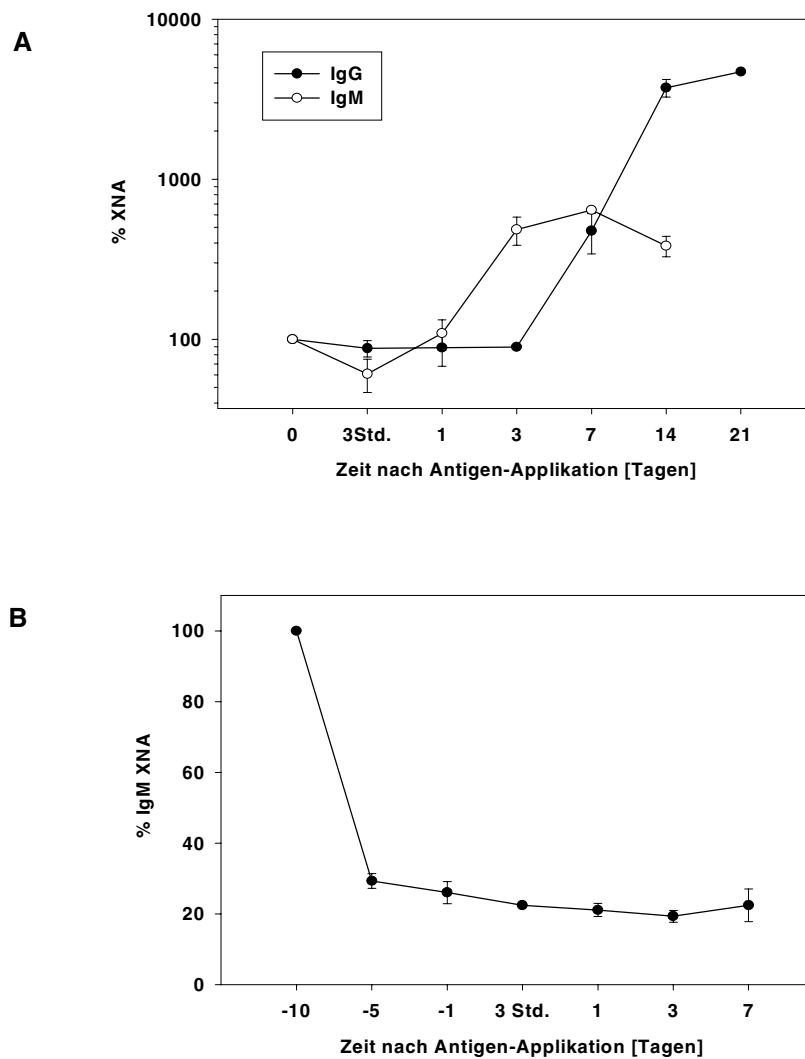 A
10000
1000
100
% XNA
IgG
IgM
0 3Std. 1 3 7 14 21
Zeit nach Antigen-Applikation [Tagen]
B
100
80
60
40
20
0
% IgM XNA
-10 -5 -1 3 Std. 1 3 7
Zeit nach Antigen-Applikation [Tagen]